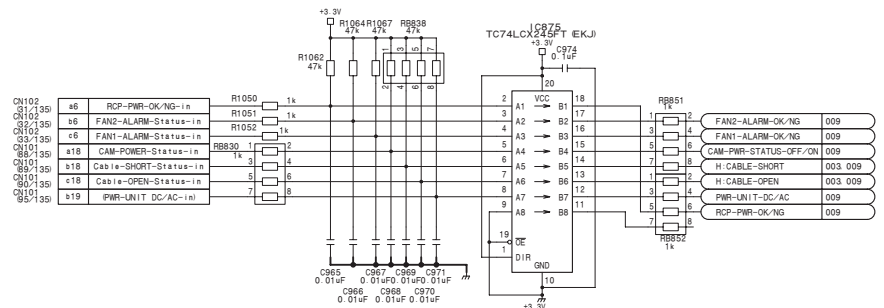 +3.3V
R1064 R1067 RB838
47k 47k 47k
R1062
47k
1 3 5 7
2 4 6 8
IC875
TC74LCX245FT (EKJ)
+3.3V
C974
0.1uF
20
CN102
(31/135) a6 RCP-PWR-OK/NG-in R1050 1k
CN102
(32/135) b6 FAN2-ALARM-Status-in R1051 1k
CN102
(33/135) c6 FAN1-ALARM-Status-in R1052 1k
CN101
(88/135) a18 CAM-POWER-Status-in RB830 1k 1 2
CN101
(89/135) b18 Cable-SHORT-Status-in 3 4
CN101
(90/135) c18 Cable-OPEN-Status-in 5 6
CN101
(95/135) b19 (PWR-UNIT DC/AC-in) 7 8
VCC
2 A1 B1 18
3 A2 B2 17
4 A3 B3 16
5 A4 B4 15
6 A5 B5 14
7 A6 B6 13
8 A7 B7 12
9 A8 B8 11
19 OE
1 DIR
GND
10
+3.3V
RB851
1k
1 2 FAN2-ALARM-OK/NG 009
3 4 FAN1-ALARM-OK/NG 009
5 6 CAM-PWR-STATUS-OFF/ON 009
7 8 H:CABLE-SHORT 003.009
1 2 H:CABLE-OPEN 003.009
3 4 PWR-UNIT-DC/AC 009
5 6 RCP-PWR-OK/NG 009
7 8
RB852
1k
C965 C967 C969 C971
0.01uF 0.01uF 0.01uF 0.01uF
C966 C968 C970
0.01uF 0.01uF 0.01uF